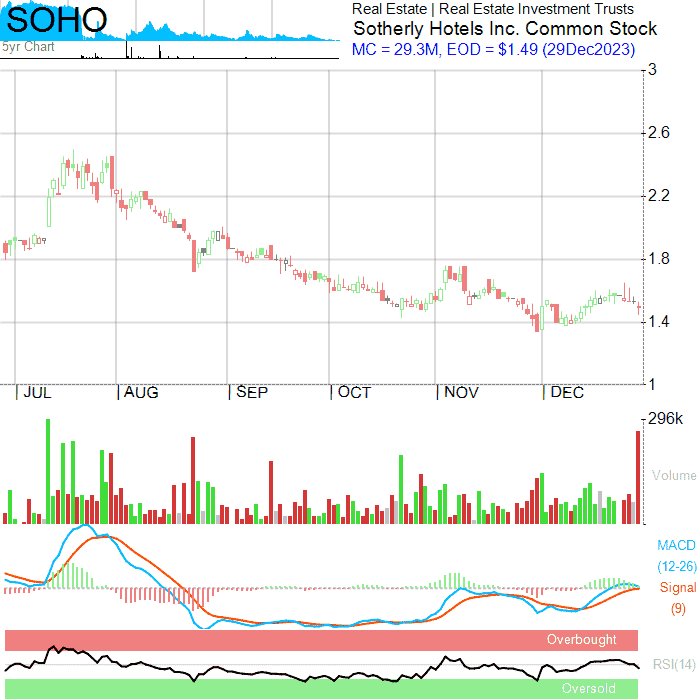 SOHO
5yr Chart
Real Estate | Real Estate Investment Trusts
Sotherly Hotels Inc. Common Stock
MC = 29.3M, EOD = $1.49 (29Dec2023)
3
2.6
2.2
1.8
1.4
1
JUL AUG SEP OCT NOV DEC
296k
Volume
MACD
(12-26)
Signal
(9)
Overbought
RSI(14)
Oversold